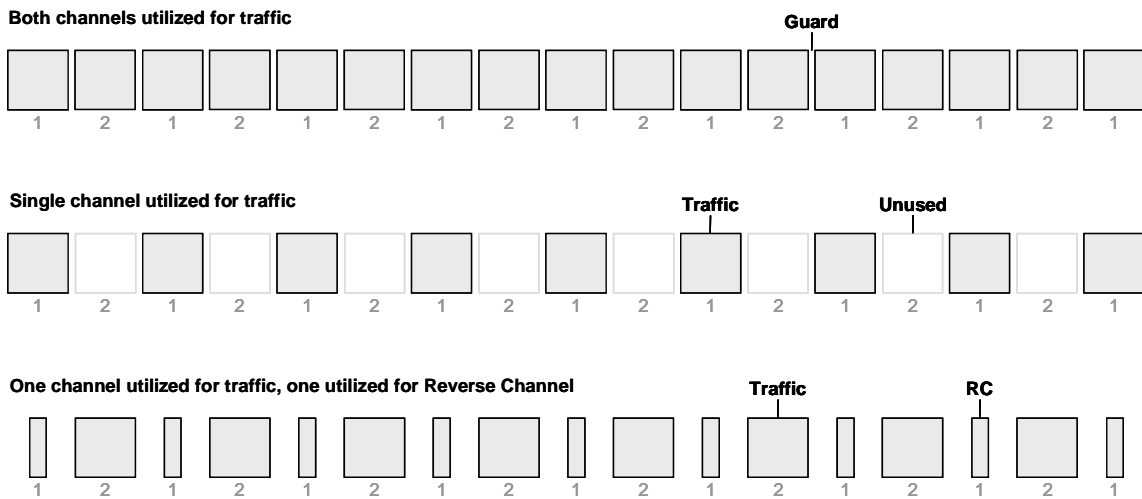 Both channels utilized for traffic
Guard
1 2 1 2 1 2 1 2 1 2 1 2 1 2 1 2 1
Single channel utilized for traffic
Traffic Unused
1 2 1 2 1 2 1 2 1 2 1 2 1 2 1 2 1
One channel utilized for traffic, one utilized for Reverse Channel
Traffic RC
1 2 1 2 1 2 1 2 1 2 1 2 1 2 1 2 1